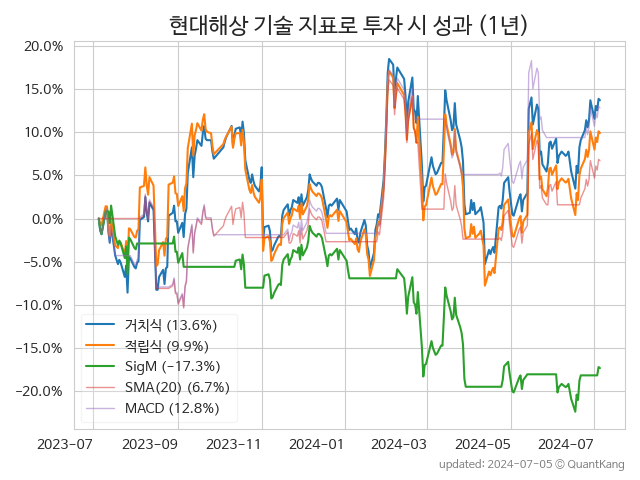 현대해상 기술 지표로 투자 시 성과 (1년)
20.0%
15.0%
10.0%
5.0%
0.0%
−5.0%
−10.0%
−15.0%
−20.0%
거치식 (13.6%)
적립식 (9.9%)
SigM (−17.3%)
SMA(20) (6.7%)
MACD (12.8%)
2023-07 2023-09 2023-11 2024-01 2024-03 2024-05 2024-07
updated: 2024-07-05 © QuantKang